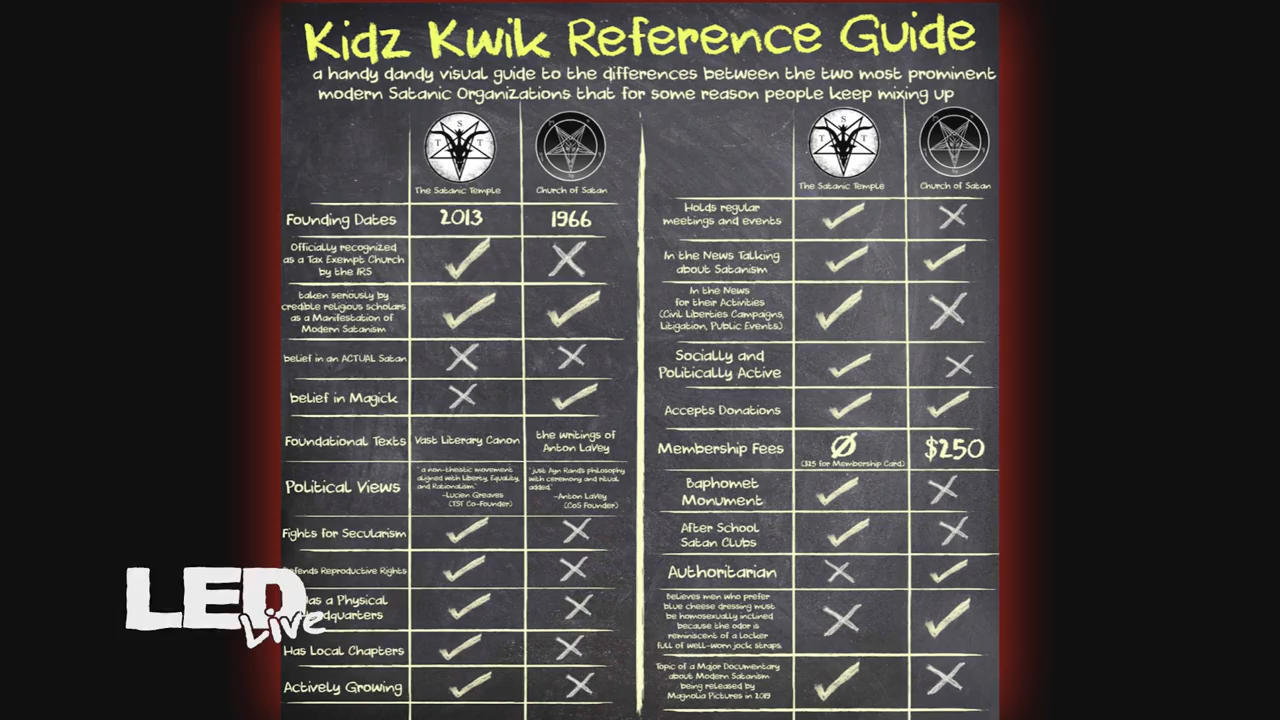 Kidz Kwik Reference Guide
a handy dandy visual guide to the differences between the two most prominent
modern Satanic Organizations that for some reason people keep mixing up
S
T T
The Satanic Temple
Church of Satan
Founding Dates
2013
1966
Officially recognized
as a Tax Exempt Church
by the IRS
taken seriously by
credible religious scholars
as a Manifestation of
Modern Satanism
belief in an ACTUAL Satan
belief in Magick
Foundational Texts
Vast Literary Canon
the writings of
Anton LaVey
Political Views
"a non-theistic movement
aligned with Liberty, Equality,
and Rationalism."
-Lucien Greaves
(TST Co-Founder)
"just Ayn Rand's philosophy
with ceremony and ritual
added."
-Anton LaVey
(CoS Founder)
Fights for Secularism
Reproductive Rights
as a Physical
Has Local Chapters
Actively Growing
S
T T
The Satanic Temple
Church of Satan
Holds regular
meetings and events
In the News Talking
about Satanism
In the News
for their Activities
(Civil Liberties Campaigns,
Litigation, Public Events)
Socially and
Politically Active
Accepts Donations
Membership Fees
Ø
($25 for Membership Card)
$250
Baphomet
Monument
After School
Satan Clubs
Authoritarian
Believes men who prefer
blue cheese dressing must
be homosexually inclined
because the odor is
reminiscent of a locker
full of well-worn jock straps.
Topic of a Major Documentary
about Modern Satanism
being released by
Magnolia Pictures in 2019
LED
Live